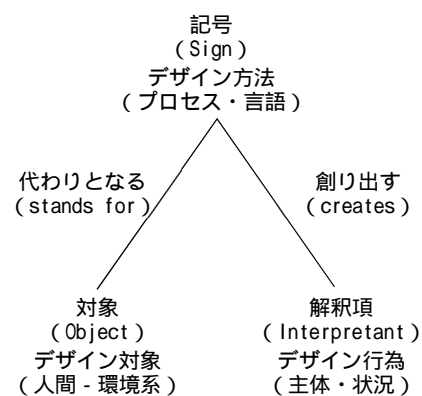 記号
(Sign)
デザイン方法
(プロセス・言語)
代わりとなる
(stands for)
創り出す
(creates)
対象
(Object)
デザイン対象
(人間‐環境系)
解釈項
(Interpretant)
デザイン行為
(主体・状況)